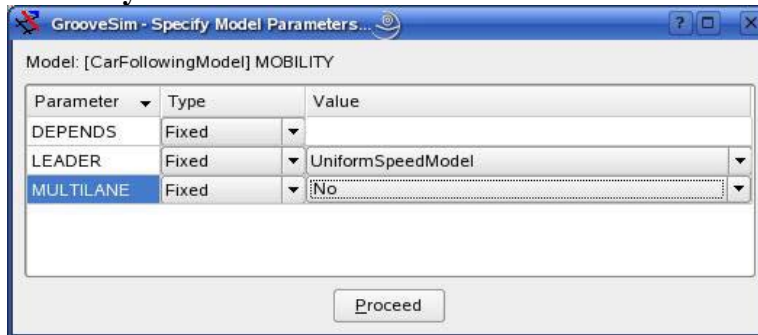 GrooveSim - Specify Model Parameters...
Model: [CarFollowingModel] MOBILITY
Parameter Type Value
DEPENDS Fixed
LEADER Fixed UniformSpeedModel
MULTILANE Fixed No
Proceed